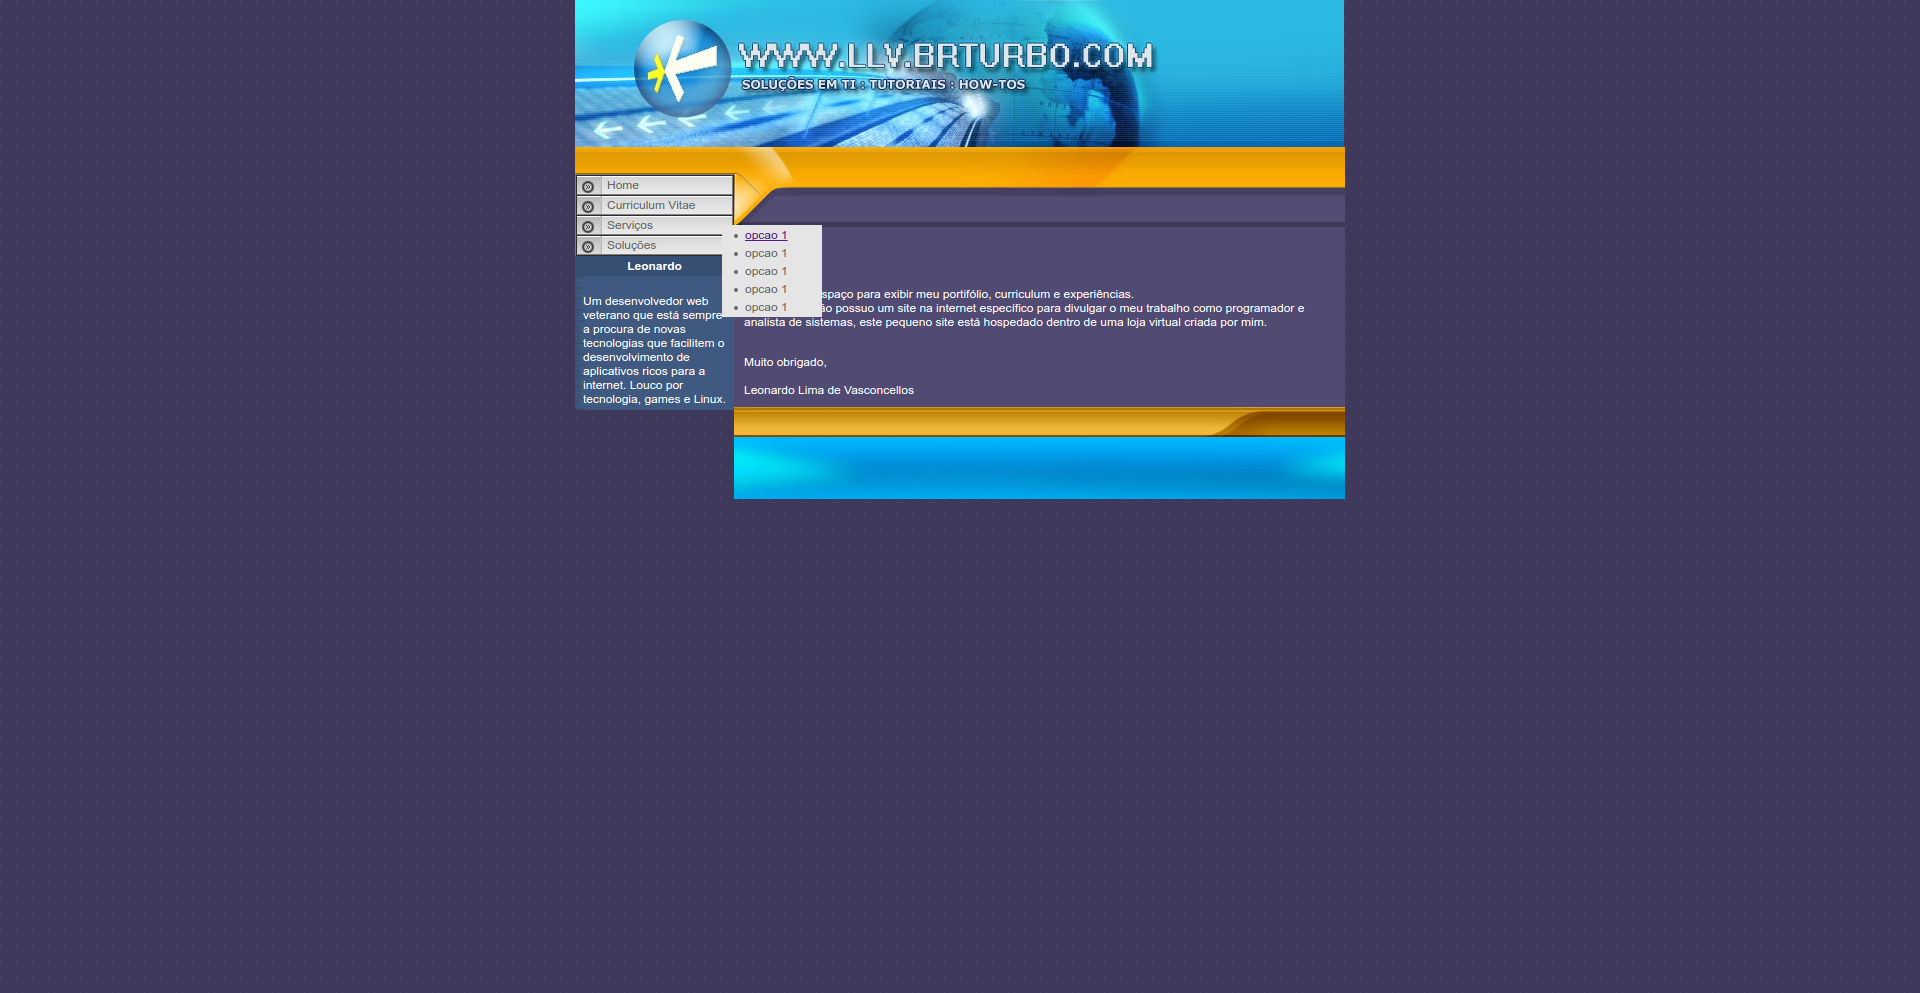 WWW.LLV.BRTURBO.COM
SOLUÇÕES EM TI : TUTORIAIS : HOW-TOS
Home
Curriculum Vitae
Serviços
Soluções
Leonardo
Um desenvolvedor web
veterano que está sempre
a procura de novas
tecnologias que facilitem o
desenvolvimento de
aplicativos ricos para a
internet. Louco por
tecnologia, games e Linux.
opcao 1
opcao 1
opcao 1
opcao 1
opcao 1
para exibir meu portifólio, curriculum e experiências.
possuo um site na internet específico para divulgar o meu trabalho como programador e
analista de sistemas, este pequeno site está hospedado dentro de uma loja virtual criada por mim.
Muito obrigado,
Leonardo Lima de Vasconcellos